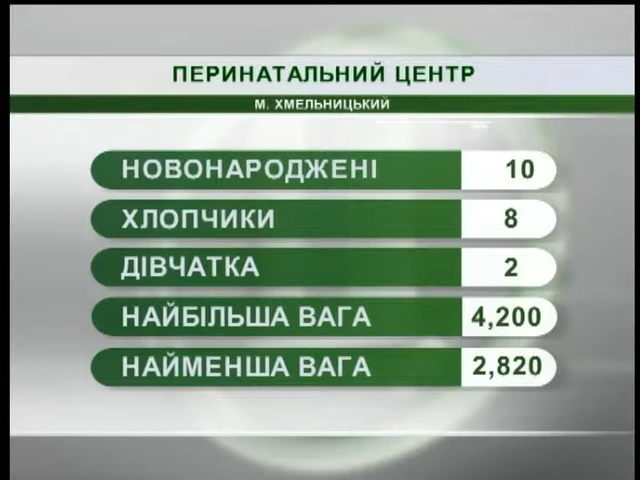 ПЕРИНАТАЛЬНИЙ ЦЕНТР
М. ХМЕЛЬНИЦЬКИЙ
НОВОНАРОДЖЕНІ 10
ХЛОПЧИКИ 8
ДІВЧАТКА 2
НАЙБІЛЬША ВАГА 4,200
НАЙМЕНША ВАГА 2,820